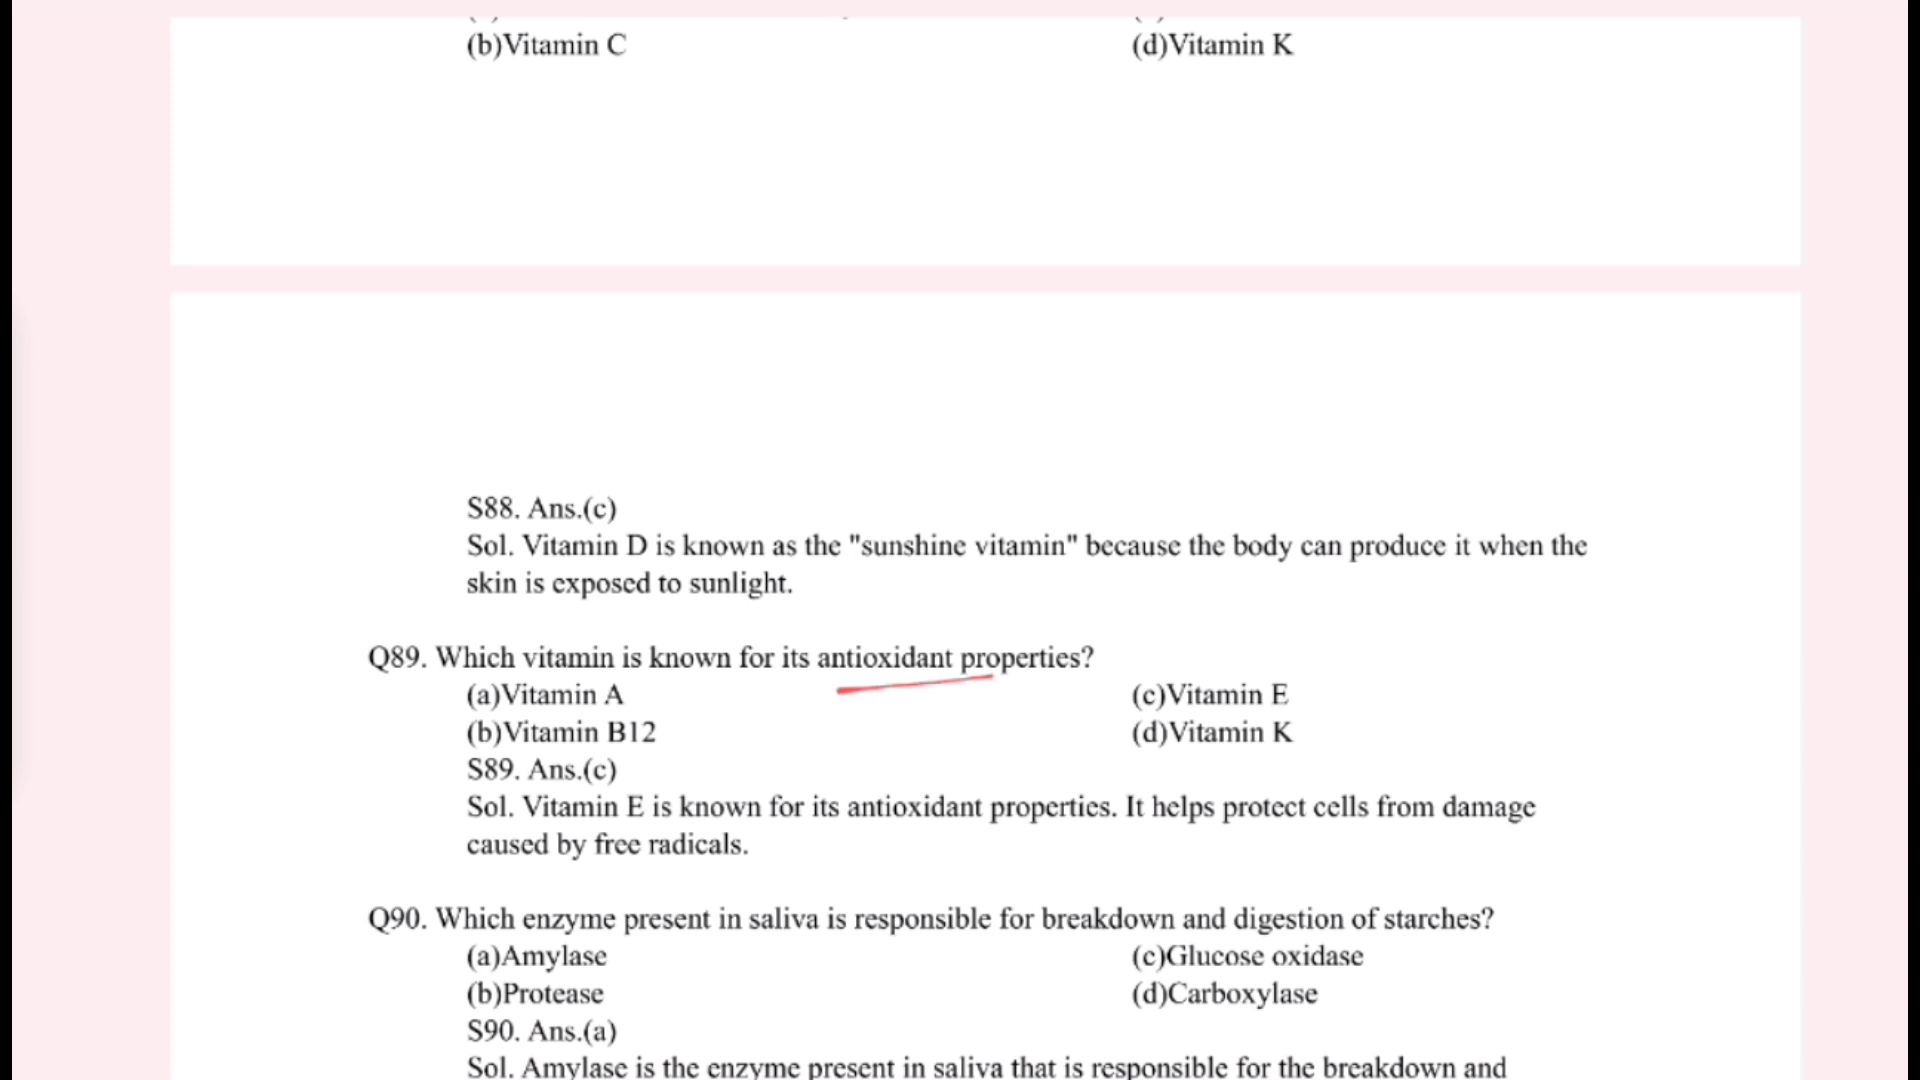 (b)Vitamin C (d)Vitamin K
S88. Ans.(c)
Sol. Vitamin D is known as the "sunshine vitamin" because the body can produce it when the
skin is exposed to sunlight.
Q89. Which vitamin is known for its antioxidant properties?
(a)Vitamin A (c)Vitamin E
(b)Vitamin B12 (d)Vitamin K
S89. Ans.(c)
Sol. Vitamin E is known for its antioxidant properties. It helps protect cells from damage
caused by free radicals.
Q90. Which enzyme present in saliva is responsible for breakdown and digestion of starches?
(a)Amylase (c)Glucose oxidase
(b)Protease (d)Carboxylase
S90. Ans.(a)
Sol. Amylase is the enzyme present in saliva that is responsible for the breakdown and